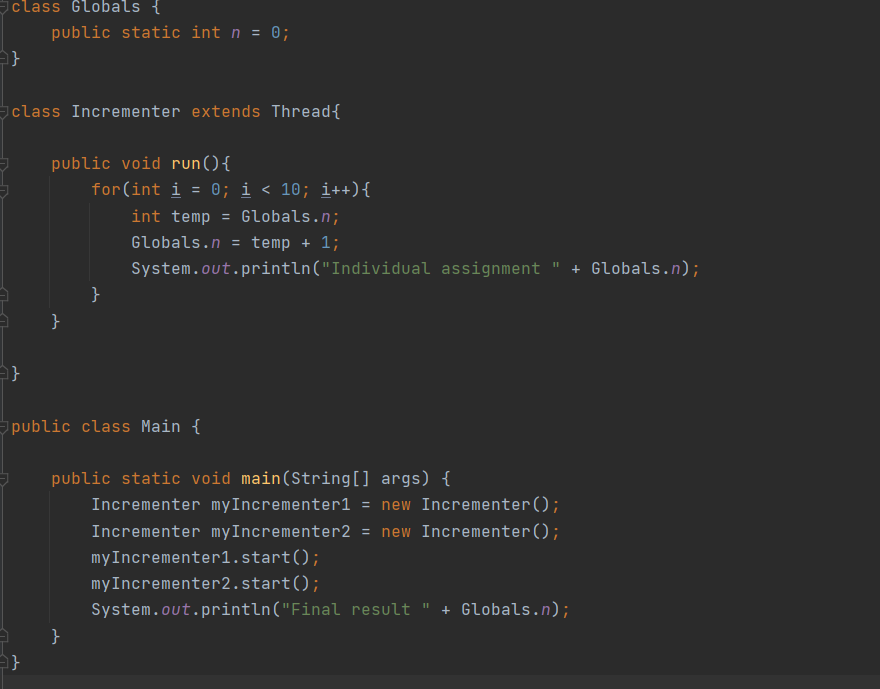 class Globals {
    public static int n = 0;
}
class Incrementer extends Thread{
    public void run(){
        for(int i = 0; i < 10; i++){
            int temp = Globals.n;
            Globals.n = temp + 1;
            System.out.println("Individual assignment " + Globals.n);
        }
    }
}
public class Main {
    public static void main(String[] args) {
        Incrementer myIncrementer1 = new Incrementer();
        Incrementer myIncrementer2 = new Incrementer();
        myIncrementer1.start();
        myIncrementer2.start();
        System.out.println("Final result " + Globals.n);
    }
}